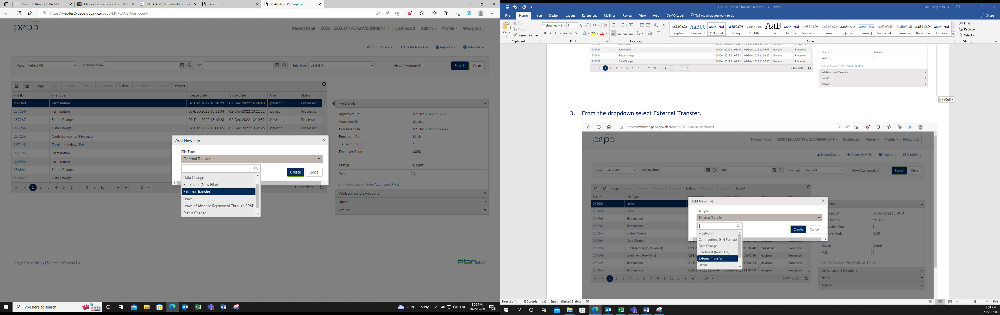 Home: PEBAnet | PEBA NET
ManageEngine ServiceDesk Plus
[PEBA-4521] Not able to process
Penfax 5
PLANet//PEPP/Employer
https://webtest6.peba.gov.sk.ca/pepp/ER-PLANet/dashboard
pepp
Mayuri Patel
0050 | EXECUTIVE GOVERNMENT
Dashboard
Admin
Profile
Log out
Import Data
Create New File
Reports
Tutorials
View: Select All
or show from:
to:
File Type: Select All
View Abandoned
Search
Clear
Copy Stage Validate Process Abandon Delete Reactivate Approve Export
File ID File Type Create Date Close Date User Status
257368 Termination 02-Dec-2022 16:20:29 02-Dec-2022 16:24:48 jdavison Processed
257269 Termination 02-Dec-2022 13:11:34 02-Dec-2022 13:11:52 jdavison Processed
257267 Status Change 02-Dec-2022 13:10:28 02-Dec-2022 13:10:59 jdavison Processed
257264 Data Change 02-Dec-2022 13:08:05 02-Dec-2022 13:09:26 jdavison Processed
257156 Contributions (SIN Format)
257148 Enrolment (New Hire)
257125 Termination
256866 Termination
256864 Status Change
256859 Data Change
1 2 3 4 5 6 7 8 9 10 ... 10
1-10 / 2819
Add New File
File Type
External Transfer
Create
Cancel
Data Change
Enrolment (New Hire)
External Transfer
Leave
Leave of Absence Repayment Through RRSP
Status Change
File Details
Approved On 02-Dec-2022 16:24:46
Approved By jdavison
Processed On 02-Dec-2022 16:24:47
Processed By jdavison
Transaction Count 1
Employer Code 0050
Status Count
Valid 1
Edit File Headers | View Audit Log | Print
Validations and Exceptions
Notes*
Activity
Legal | Accessibility | Site Map | Contact Us
Planet
Type here to search
-10°C Cloudy
ENG
1:59 PM
2022-12-09
21
E12.02 Process a transfer in from LIRA - Word
Patel, Mayuri PEBA
File Home Insert Design Layout References Mailings Review View Help DYMO Label Tell me what you want to do
Share
Paste
Cut
Copy
Format Painter
Clipboard
Trebuchet MS 9
Font
Paragraph
AaBbCcDc AaBbC AaBbCcDd AaBbCcDd AaBbCcC AaB AaBbCcDd AaBbCcDc AaBbCcDc AaBbCcDd AaBbCcDd AABBCCDI AABBCCD AaBbCcDc AaBbCcDd
Emphasis Heading 1 ¶ Normal Strong Subtitle Title ¶ No Spac... Subtle Em... Intense E... Quote Intense Q... Subtle Ref... Intense Re... Book Title ¶ List Para...
Styles
Find
Replace
Select
Editing
256866 Termination 01-Dec-2022 11:08:40 01-Dec-2022 11:09:09 jdavison Processed
256864 Status Change 01-Dec-2022 11:07:55 01-Dec-2022 11:08:20 jdavison Processed
256859 Data Change 01-Dec-2022 11:04:15 01-Dec-2022 11:07:35 jdavison Processed
1 2 3 4 5 6 7 8 9 10 ... 10
1-10 / 2819
Status Count
Valid 1
Edit File Headers | View Audit Log | Print
Validations and Exceptions
Notes*
Activity
(Ctrl)
3. From the dropdown select External Transfer.
https://webtest6.peba.gov.sk.ca/pepp/ER-PLANet/dashboard
pepp
Mayuri Patel
0050 | EXECUTIVE GOVERNMENT
Dashboard
Admin
Profile
Log out
Import Data
Create New File
Reports
Tutorials
View: Select All
or show from:
to:
File Type: Select All
View Abandoned
Search
Clear
Copy Stage Validate Process Abandon Delete Reactivate Approve Export
File ID File Type
258034 Leave
258032 Leave
257368 Termination
257269 Termination
257267 Status Change
257264 Data Change
257156 Contributions (SIN Format) 15:34:48 mngakham Processed
257148 Enrolment (New Hire) 08:41:16 jdavison Processed
257125 Termination 17:42:34 jdavison Processed
256866 Termination 01-Dec-2022 11:08:40 01-Dec-2022 11:09:09 jdavison Processed
1 2 3 4 5 6 7 8 9 10 ... 10
1-10 / 2821
Add New File
File Type
External Transfer
Create
Cancel
-- Select --
Contributions (SIN Format)
Data Change
Enrolment (New Hire)
External Transfer
Leave
07-Dec-2022 15:50:04
myusuf
1
0050
Status Count
Valid 1
Edit File Headers | View Audit Log | Print
Validations and Exceptions
Notes
Activity
Page 2 of 11 450 words English (United States)
190%
1:59 PM
2022-12-09